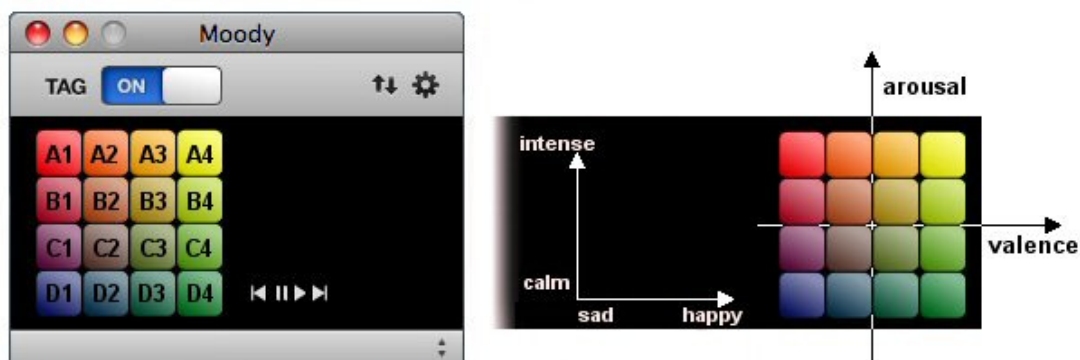 Moody
TAG ON
A1 A2 A3 A4
B1 B2 B3 B4
C1 C2 C3 C4
D1 D2 D3 D4
arousal
intense
valence
calm
sad happy